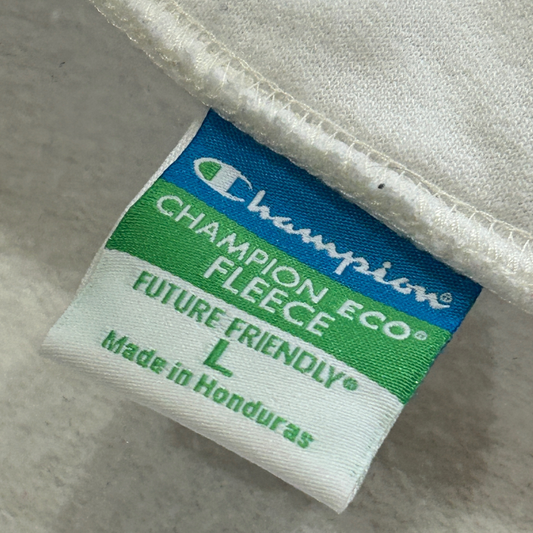 Champion®
CHAMPION ECO®
FLEECE
FUTURE FRIENDLY®
L
Made in Honduras